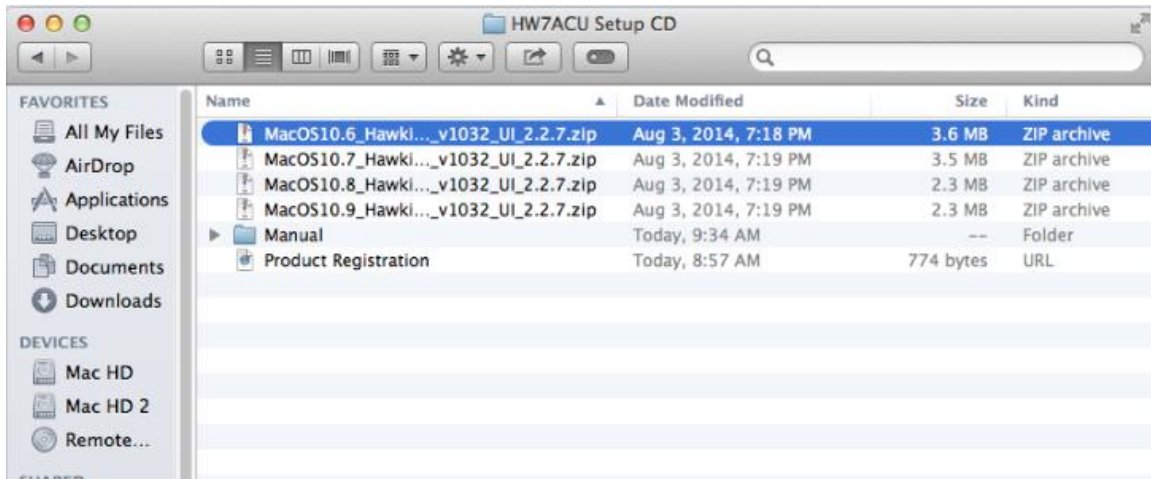 HW7ACU Setup CD
FAVORITES
All My Files
AirDrop
Applications
Desktop
Documents
Downloads
DEVICES
Mac HD
Mac HD 2
Remote...
SHARED
Name Date Modified Size Kind
MacOS10.6_Hawki..._v1032_UI_2.2.7.zip Aug 3, 2014, 7:18 PM 3.6 MB ZIP archive
MacOS10.7_Hawki..._v1032_UI_2.2.7.zip Aug 3, 2014, 7:19 PM 3.5 MB ZIP archive
MacOS10.8_Hawki..._v1032_UI_2.2.7.zip Aug 3, 2014, 7:19 PM 2.3 MB ZIP archive
MacOS10.9_Hawki..._v1032_UI_2.2.7.zip Aug 3, 2014, 7:19 PM 2.3 MB ZIP archive
Manual Today, 9:34 AM -- Folder
Product Registration Today, 8:57 AM 774 bytes URL